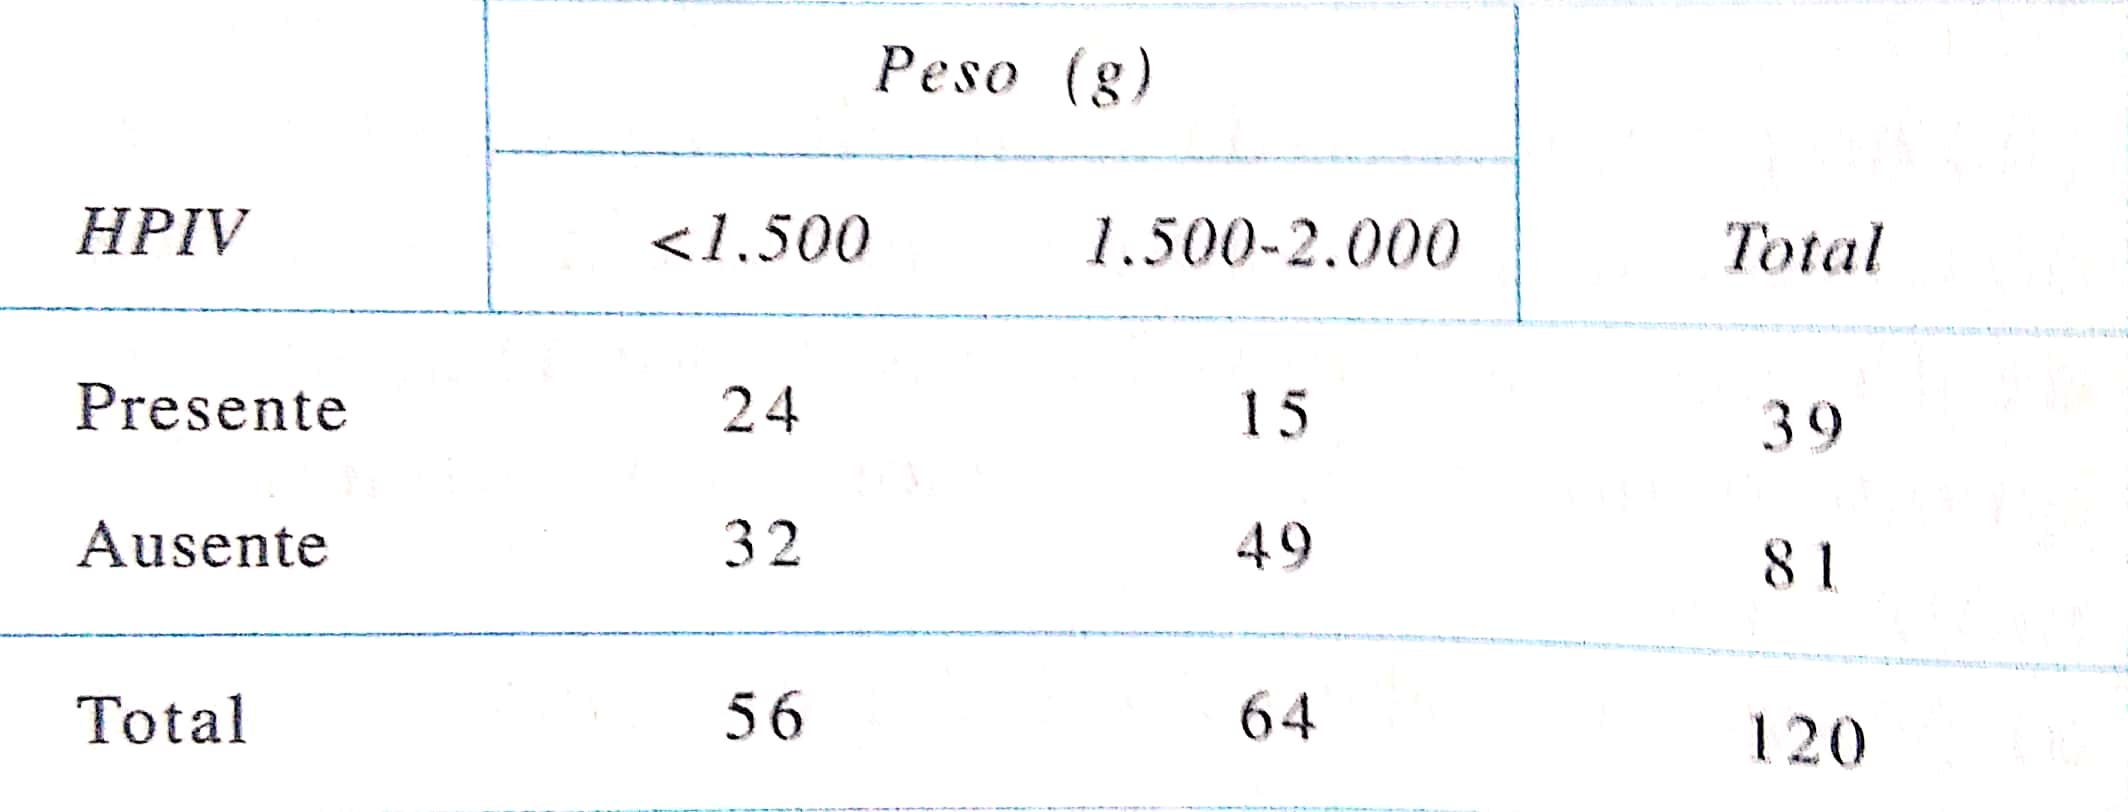 Peso (g)
HPIV <1.500 1.500-2.000 Total
Presente 24 15 39
Ausente 32 49 81
Total 56 64 120